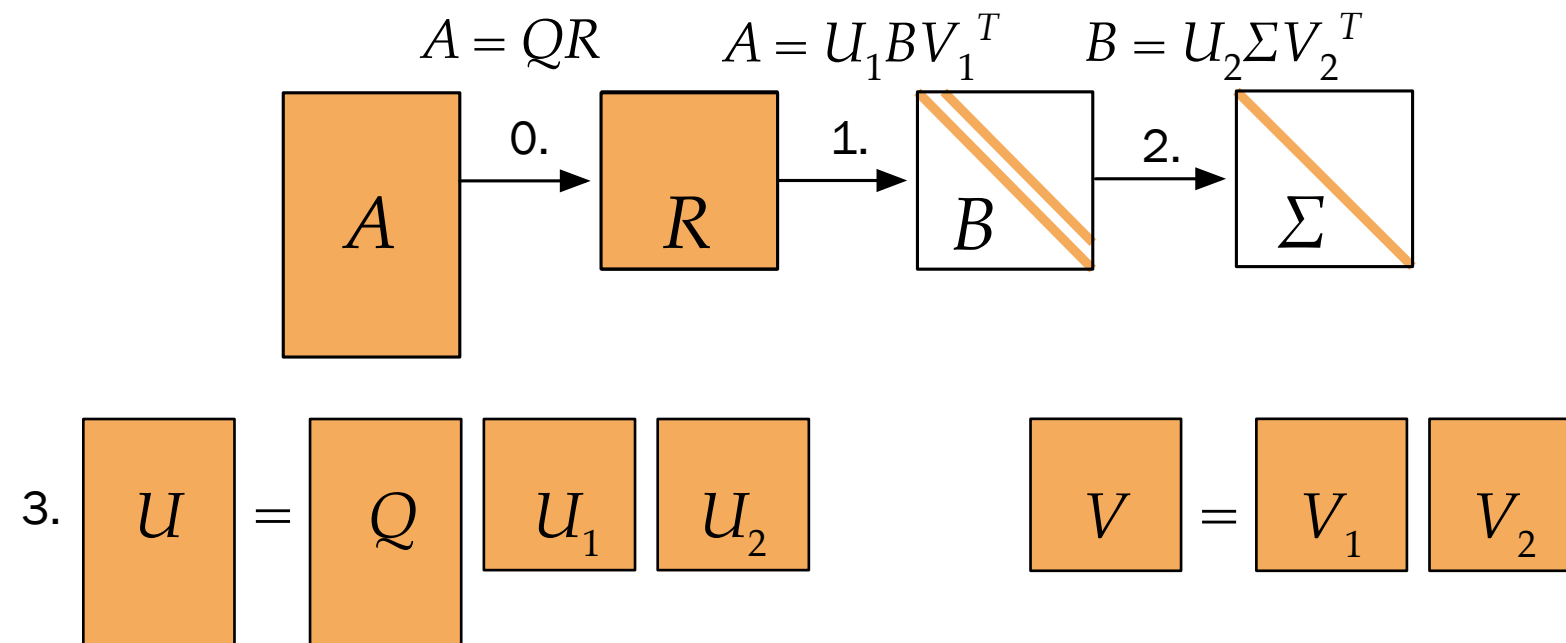 A = QR A = U₁BV₁ᵀ B = U₂ΣV₂ᵀ
0. 1. 2.
A R B Σ
3. U = Q U₁ U₂ V = V₁ V₂